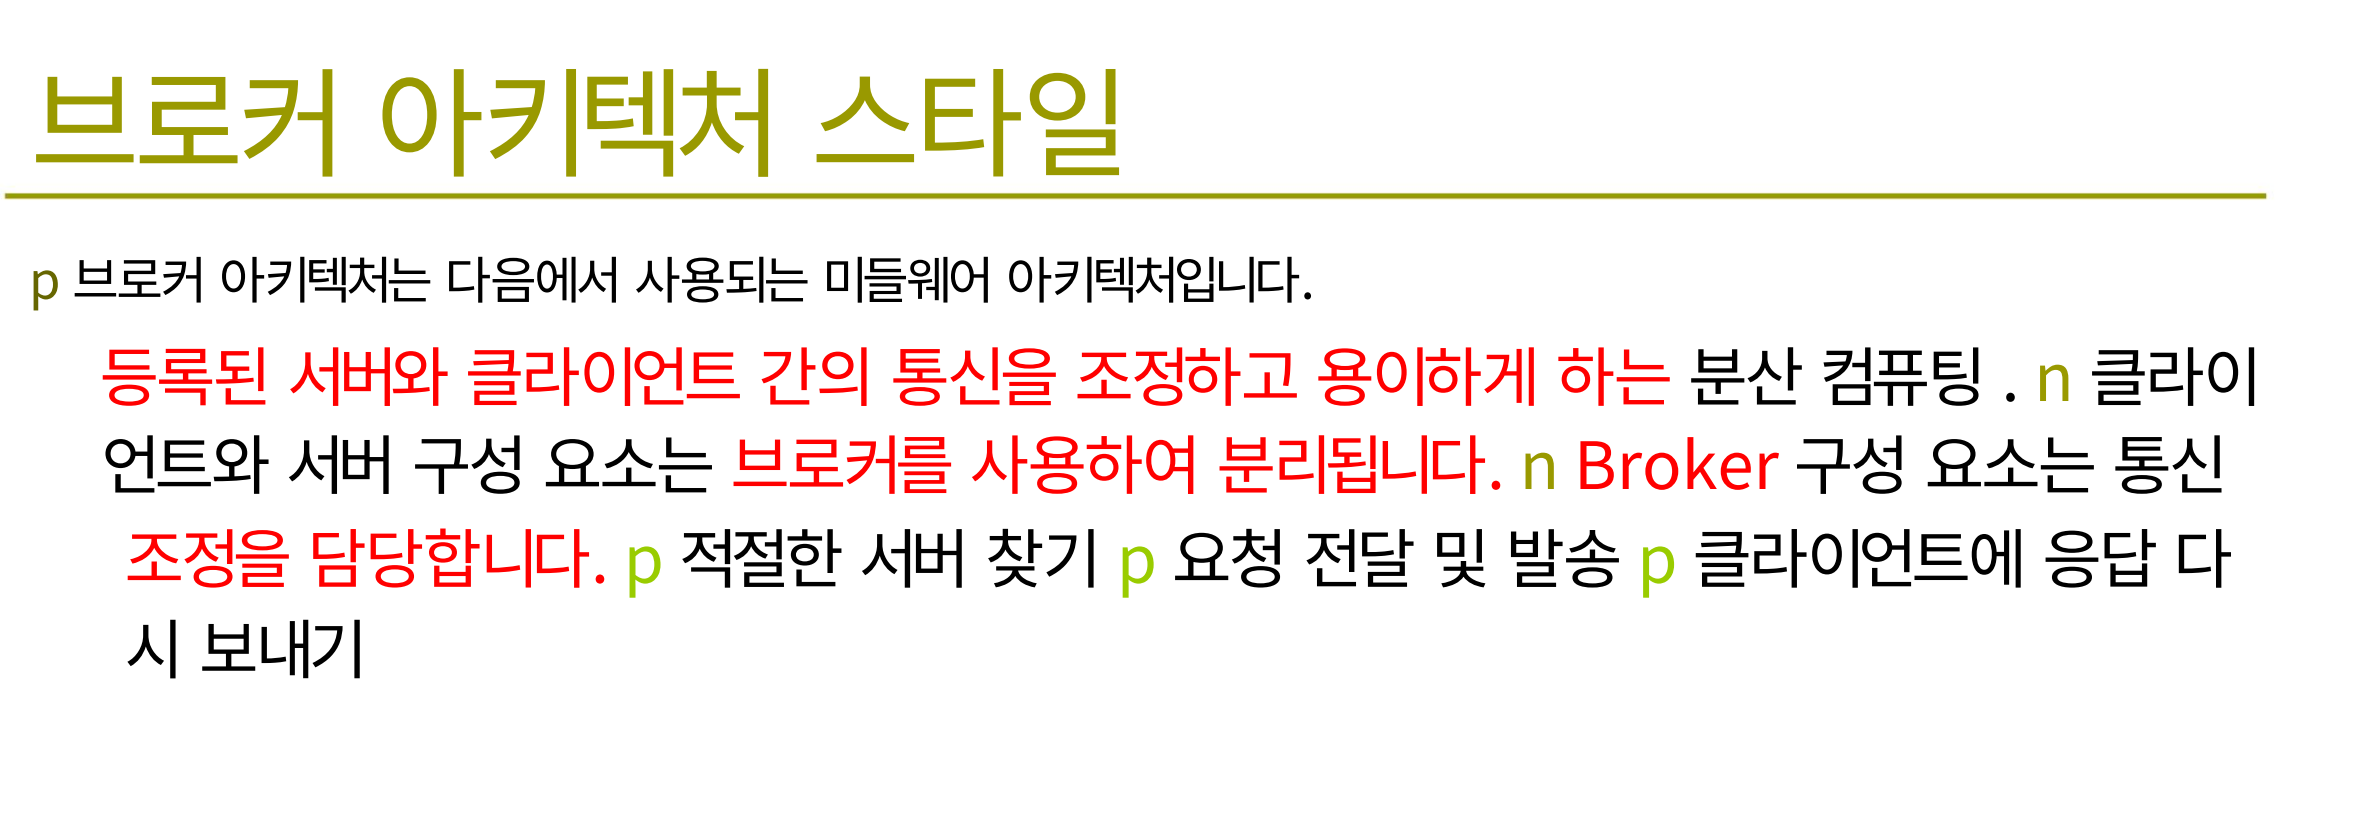 브로커 아키텍처 스타일
p 브로커 아키텍처는 다음에서 사용되는 미들웨어 아키텍처입니다.
등록된 서버와 클라이언트 간의 통신을 조정하고 용이하게 하는 분산 컴퓨팅 . n 클라이
언트와 서버 구성 요소는 브로커를 사용하여 분리됩니다. n Broker 구성 요소는 통신
조정을 담당합니다. p 적절한 서버 찾기 p 요청 전달 및 발송 p 클라이언트에 응답 다
시 보내기